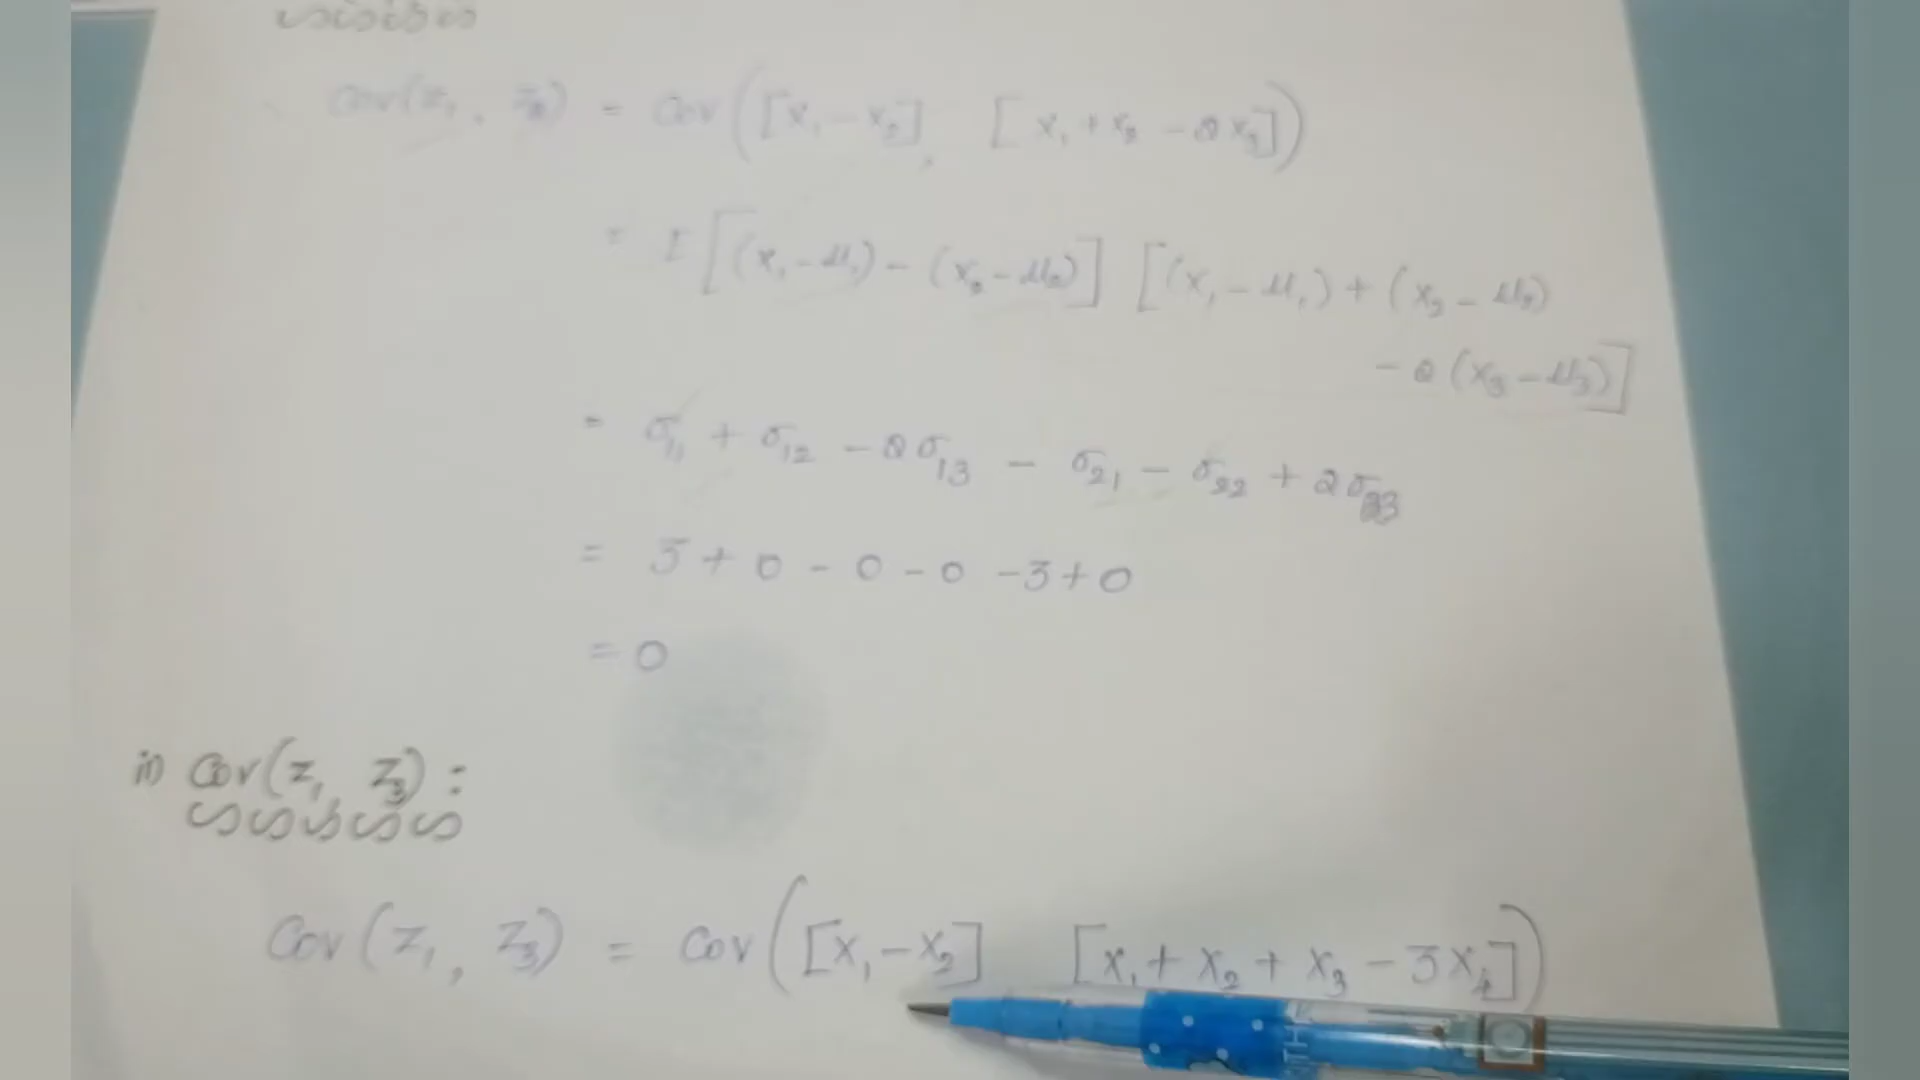 Cov(z₁, z₂) = Cov([x₁ - x₂], [x₁ + x₂ - 2x₃])
= E[(x₁ - μ₁) - (x₂ - μ₂)] [(x₁ - μ₁) + (x₂ - μ₂)
- 2(x₃ - μ₃)]
= σ₁₁ + σ₁₂ - 2σ₁₃ - σ₂₁ - σ₂₂ + 2σ₂₃
= 3 + 0 - 0 - 0 - 3 + 0
= 0
ii) Cov(z₁, z₃) :
Cov(z₁, z₃) = Cov([x₁ - x₂] [x₁ + x₂ + x₃ - 3x₄])